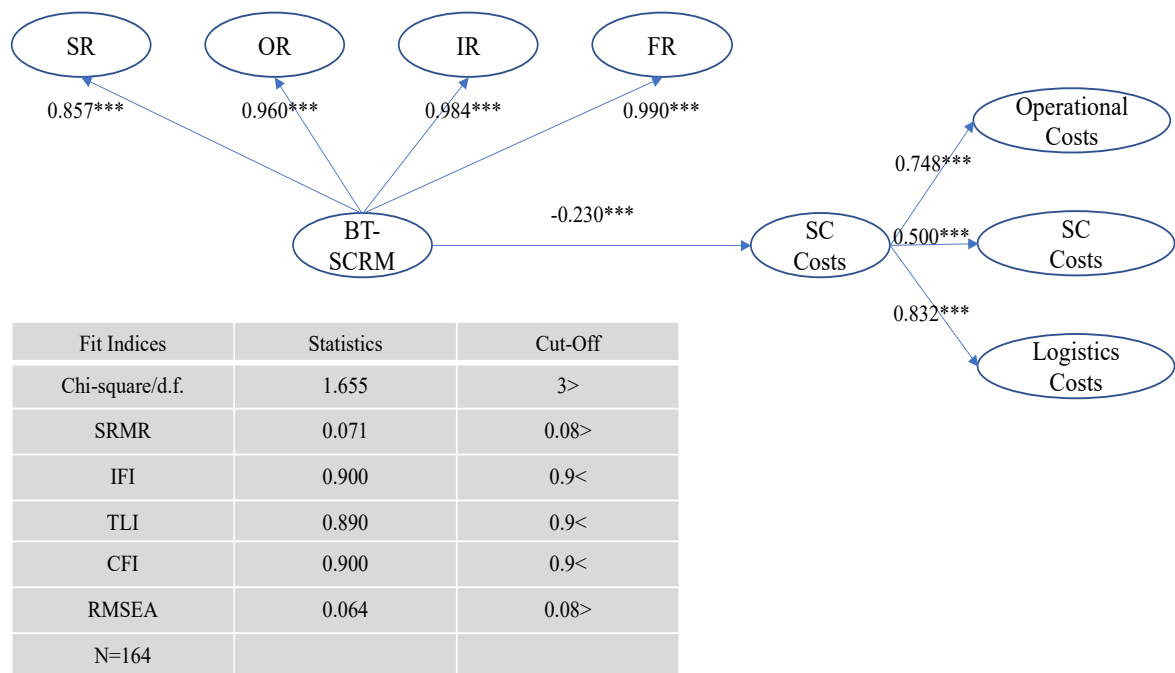 SR OR IR FR
0.857*** 0.960*** 0.984*** 0.990***
Operational
Costs
0.748***
-0.230***
BT-
SCRM
SC
Costs
0.500***
SC
Costs
0.832***
Logistics
Costs
Fit Indices Statistics Cut-Off
Chi-square/d.f. 1.655 3>
SRMR 0.071 0.08>
IFI 0.900 0.9<
TLI 0.890 0.9<
CFI 0.900 0.9<
RMSEA 0.064 0.08>
N=164